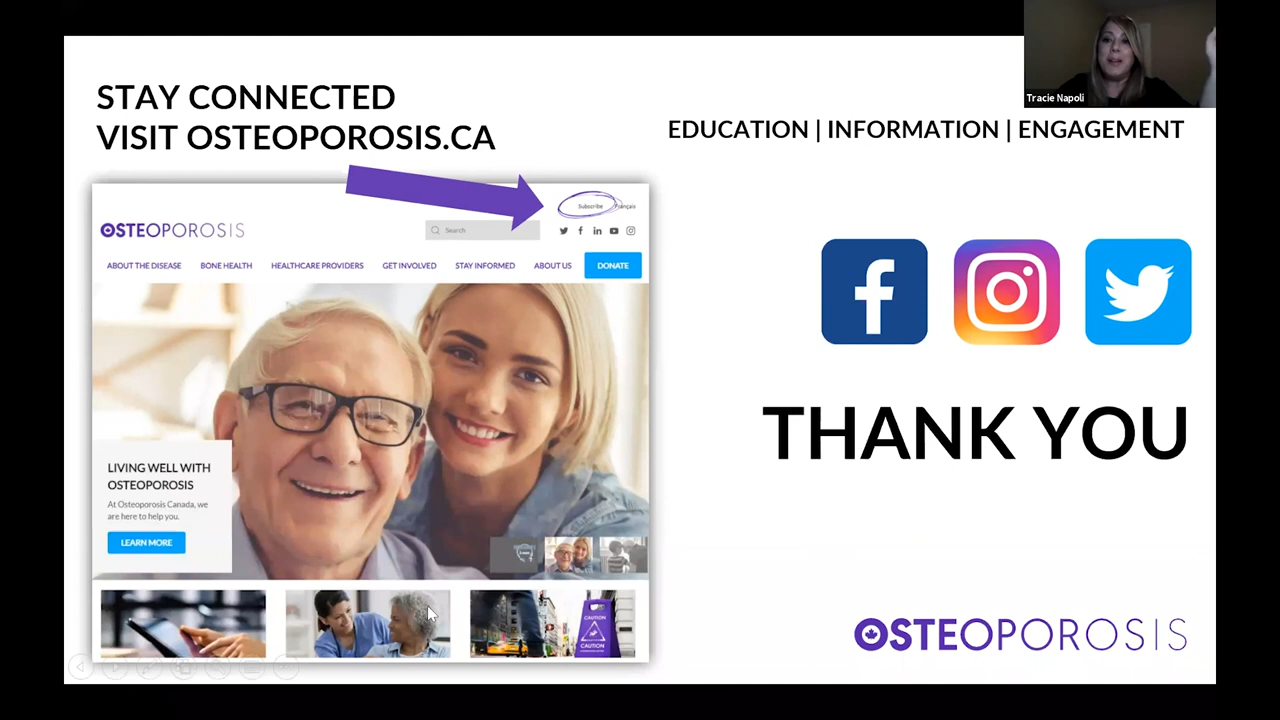 Tracie Napoli
STAY CONNECTED
VISIT OSTEOPOROSIS.CA
EDUCATION | INFORMATION | ENGAGEMENT
Subscribe Français
OSTEOPOROSIS
Search
ABOUT THE DISEASE BONE HEALTH HEALTHCARE PROVIDERS GET INVOLVED STAY INFORMED ABOUT US DONATE
LIVING WELL WITH
OSTEOPOROSIS
At Osteoporosis Canada, we
are here to help you.
LEARN MORE
CAUTION
CAUTION
THANK YOU
OSTEOPOROSIS